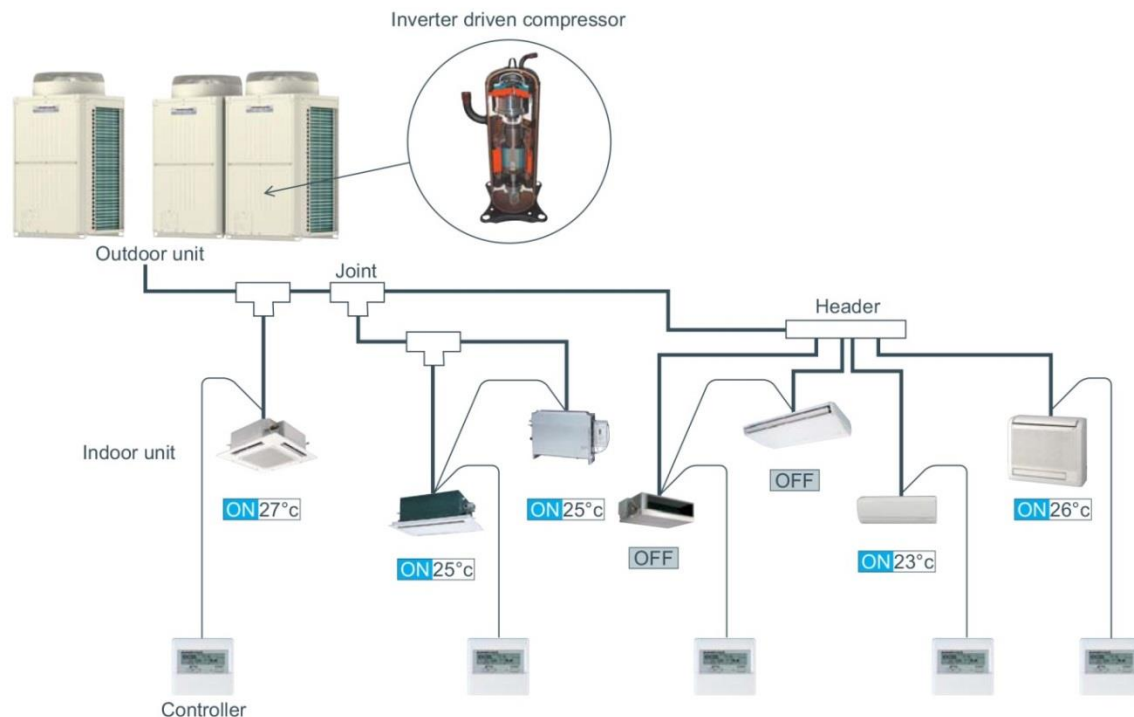 Inverter driven compressor
Outdoor unit
Joint
Header
Indoor unit
ON 27°c
ON 25°c
ON 25°c
OFF
OFF
ON 23°c
ON 26°c
Controller